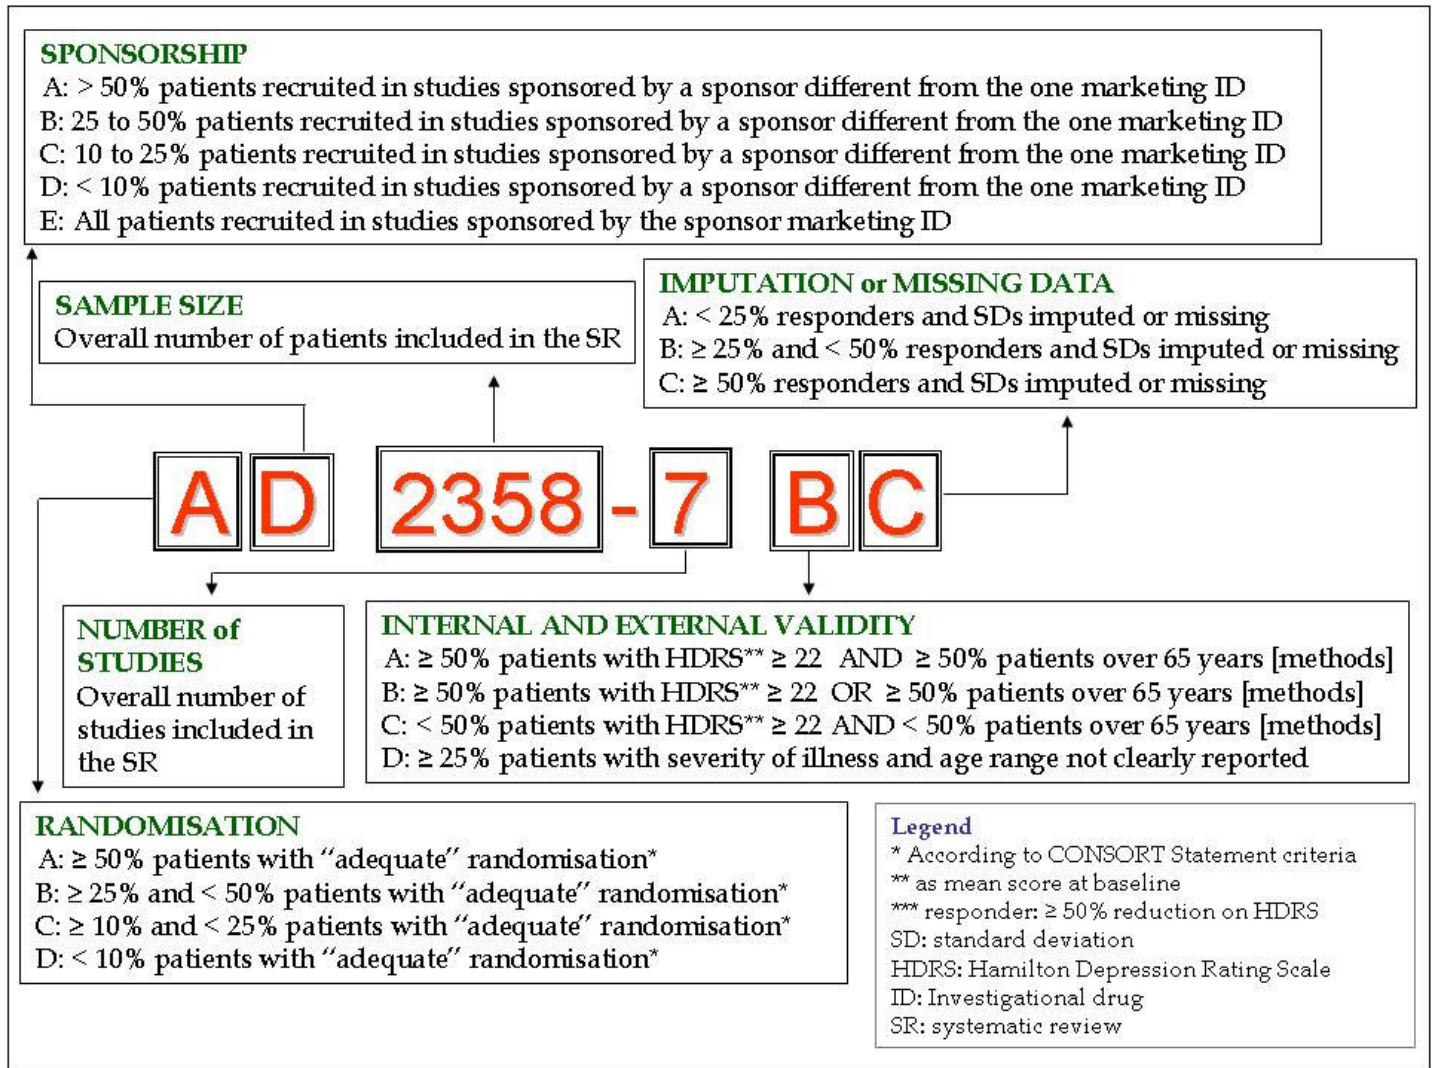 SPONSORSHIP
A: > 50% patients recruited in studies sponsored by a sponsor different from the one marketing ID
B: 25 to 50% patients recruited in studies sponsored by a sponsor different from the one marketing ID
C: 10 to 25% patients recruited in studies sponsored by a sponsor different from the one marketing ID
D: < 10% patients recruited in studies sponsored by a sponsor different from the one marketing ID
E: All patients recruited in studies sponsored by the sponsor marketing ID
SAMPLE SIZE
Overall number of patients included in the SR
IMPUTATION or MISSING DATA
A: < 25% responders and SDs imputed or missing
B: ≥ 25% and < 50% responders and SDs imputed or missing
C: ≥ 50% responders and SDs imputed or missing
A D 2358 - 7 B C
NUMBER of
STUDIES
Overall number of
studies included in
the SR
INTERNAL AND EXTERNAL VALIDITY
A: ≥ 50% patients with HDRS** ≥ 22 AND ≥ 50% patients over 65 years [methods]
B: ≥ 50% patients with HDRS** ≥ 22 OR ≥ 50% patients over 65 years [methods]
C: < 50% patients with HDRS** ≥ 22 AND < 50% patients over 65 years [methods]
D: ≥ 25% patients with severity of illness and age range not clearly reported
RANDOMISATION
A: ≥ 50% patients with “adequate” randomisation*
B: ≥ 25% and < 50% patients with “adequate” randomisation*
C: ≥ 10% and < 25% patients with “adequate” randomisation*
D: < 10% patients with “adequate” randomisation*
Legend
* According to CONSORT Statement criteria
** as mean score at baseline
*** responder: ≥ 50% reduction on HDRS
SD: standard deviation
HDRS: Hamilton Depression Rating Scale
ID: Investigational drug
SR: systematic review